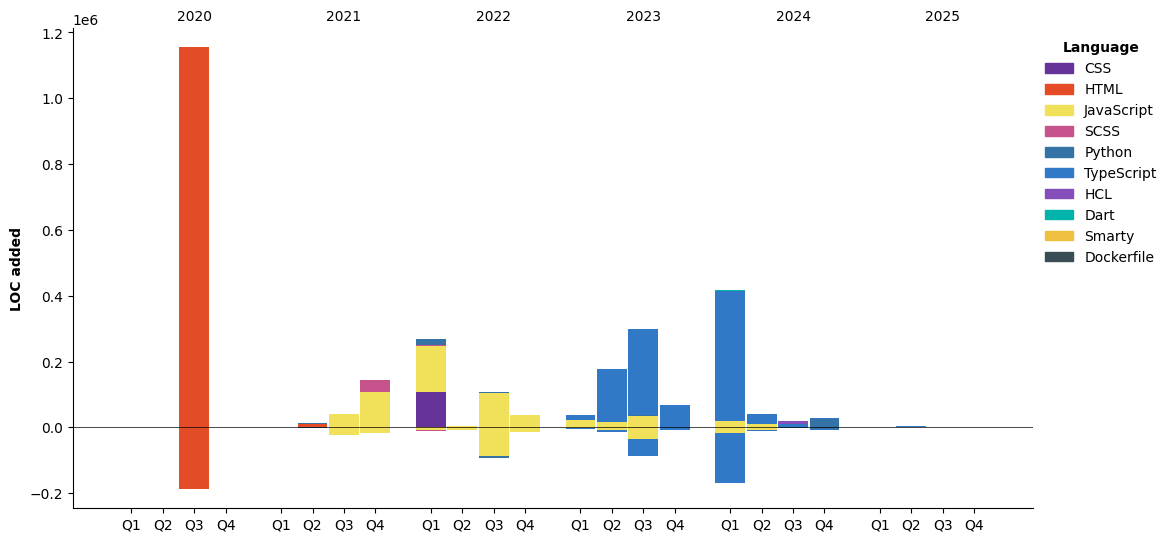 1e6
2020 2021 2022 2023 2024 2025
1.2
1.0
0.8
0.6
0.4
0.2
0.0
−0.2
LOC added
Q1 Q2 Q3 Q4 Q1 Q2 Q3 Q4 Q1 Q2 Q3 Q4 Q1 Q2 Q3 Q4 Q1 Q2 Q3 Q4 Q1 Q2 Q3 Q4
Language
CSS
HTML
JavaScript
SCSS
Python
TypeScript
HCL
Dart
Smarty
Dockerfile